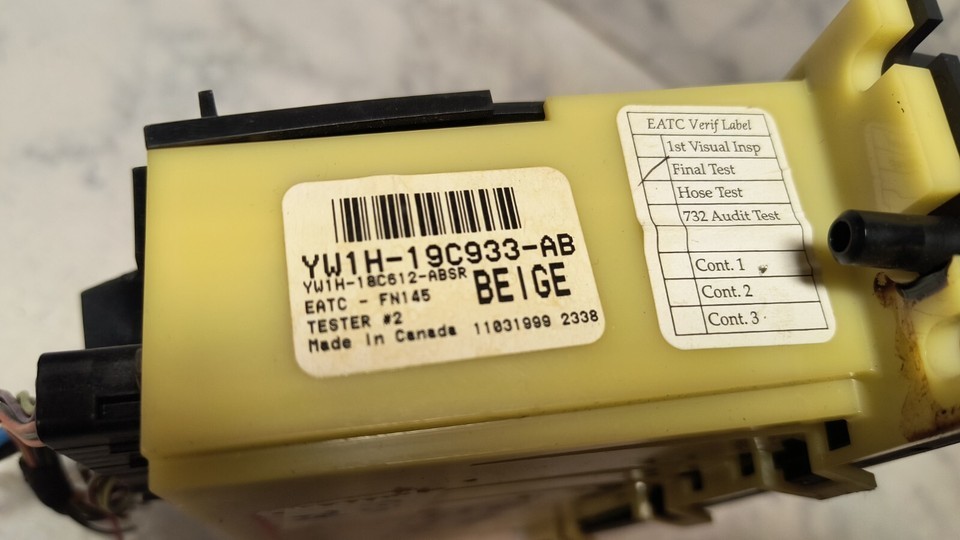 YW1H-19C933-AB
YW1H-18C612-ABSR
BEIGE
EATC - FN145
TESTER #2
Made In Canada 11031999 2338
EATC Verif Label
1st Visual Insp
Final Test
Hose Test
732 Audit Test
Cont. 1
Cont. 2
Cont. 3